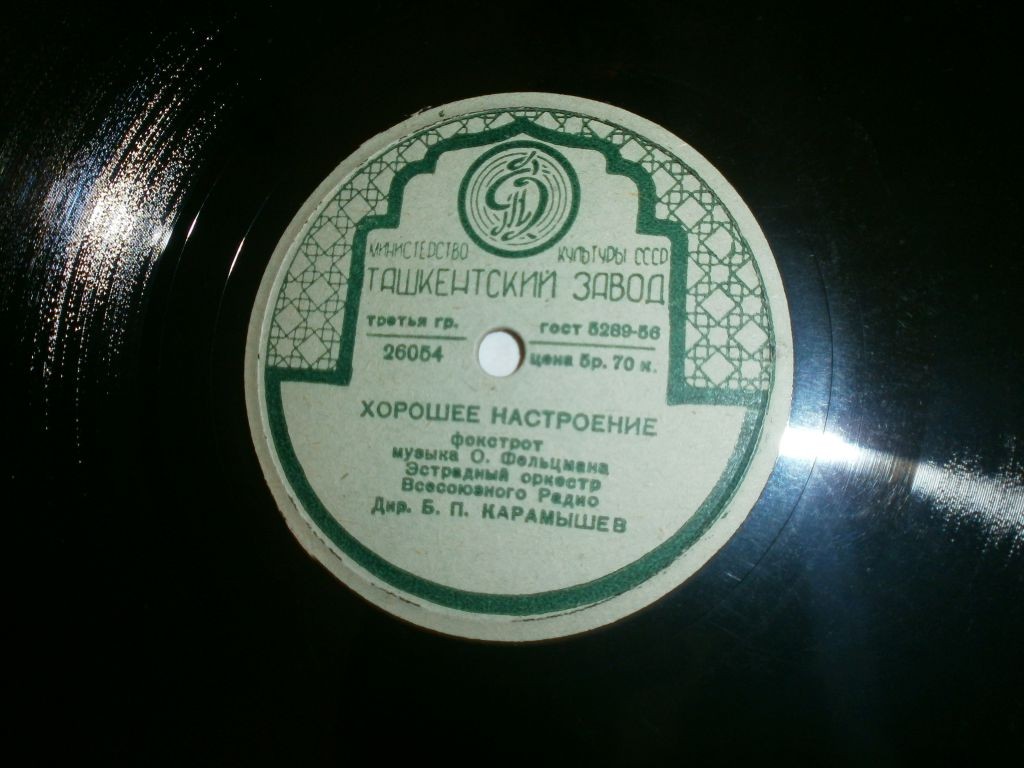 МИНИСТЕРСТВО КУЛЬТУРЫ СССР
ТАШКЕНТСКИЙ ЗАВОД
третья гр. гост 5289-56
26054 цена 5р. 70 к.
ХОРОШЕЕ НАСТРОЕНИЕ
фокстрот
музыка О. Фельцмана
Эстрадный оркестр
Всесоюзного Радио
Дир. Б. П. КАРАМЫШЕВ